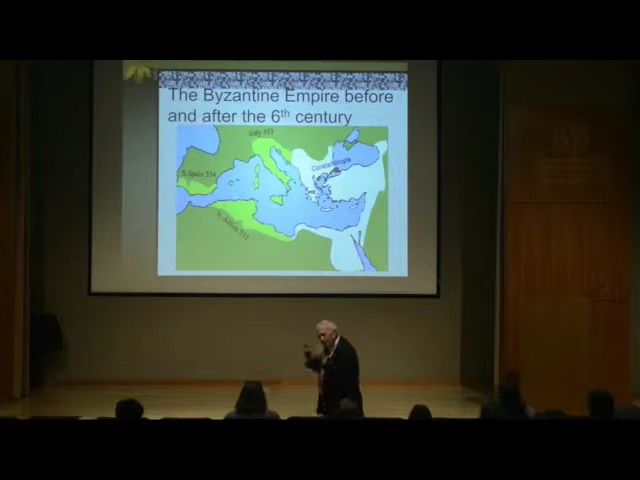 The Byzantine Empire before
and after the 6th century
Italy 553
Constantinople
S.Spain 554
N. Africa 533